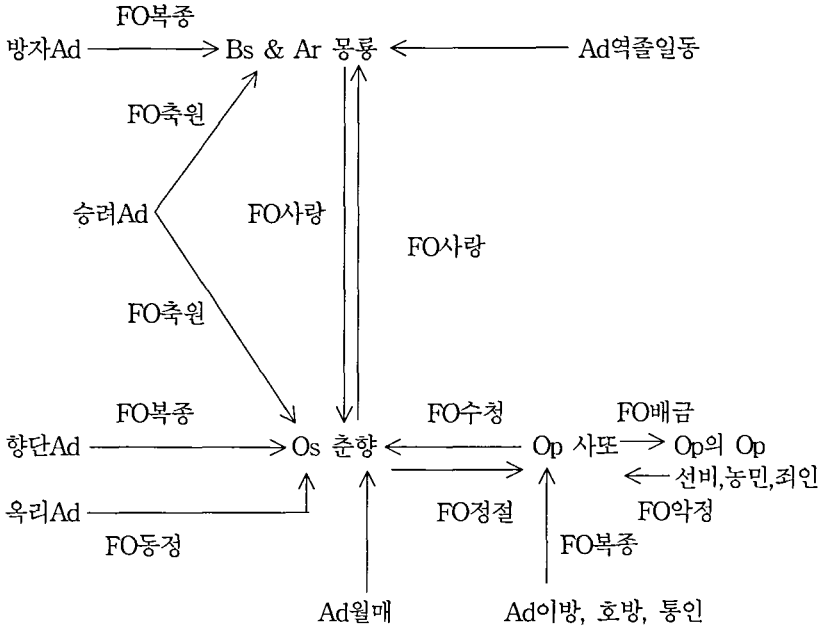 FO복종
방자Ad Bs & Ar 몽룡 Ad역졸일동
FO축원
승려Ad FO사랑
FO사랑
FO축원
FO복종 FO수청 FO배금
향단Ad Os 춘향 Op 사또 Op의 Op
선비,농민,죄인
옥리Ad FO정절 FO악정
FO동정 FO복종
Ad월매 Ad이방, 호방, 통인